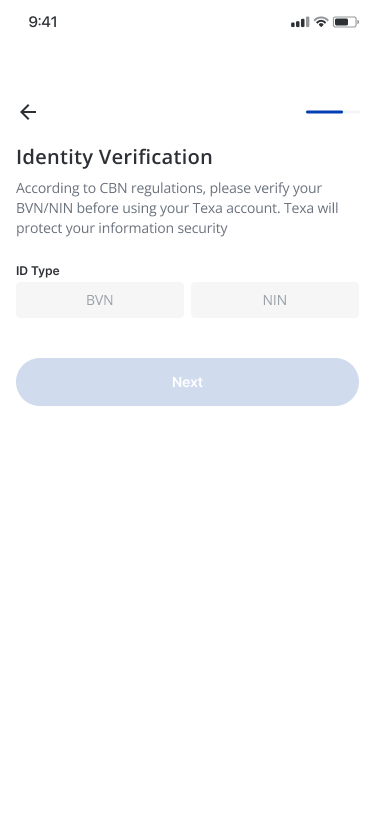 9:41
Identity Verification
According to CBN regulations, please verify your
BVN/NIN before using your Texa account. Texa will
protect your information security
ID Type
BVN NIN
Next